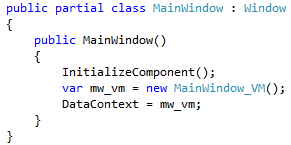 public partial class MainWindow : Window
{
    public MainWindow()
    {
        InitializeComponent();
        var mw_vm = new MainWindow_VM();
        DataContext = mw_vm;
    }
}